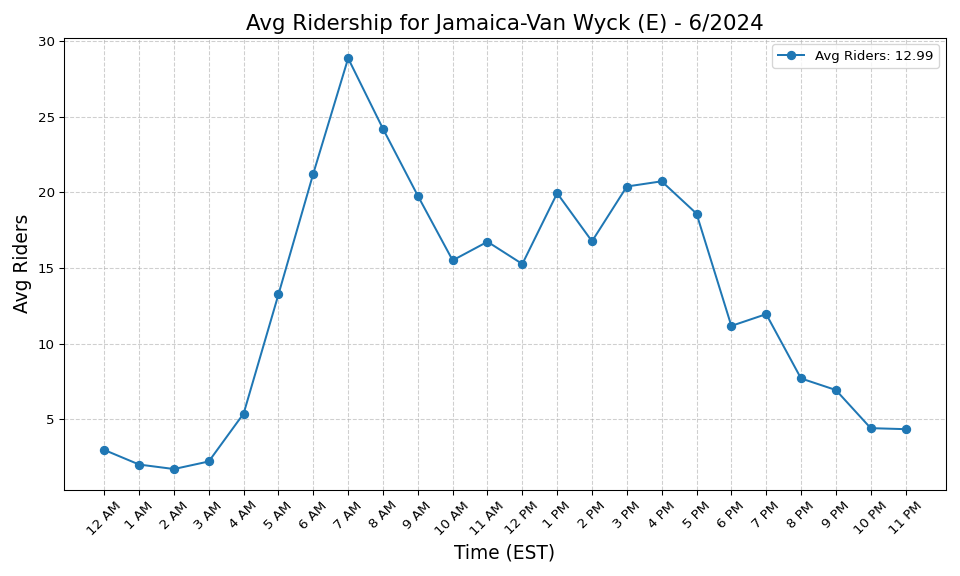 Avg Ridership for Jamaica-Van Wyck (E) - 6/2024
Avg Riders: 12.99
30
25
20
15
10
5
Avg Riders
12 AM
1 AM
2 AM
3 AM
4 AM
5 AM
6 AM
7 AM
8 AM
9 AM
10 AM
11 AM
12 PM
1 PM
2 PM
3 PM
4 PM
5 PM
6 PM
7 PM
8 PM
9 PM
10 PM
11 PM
Time (EST)